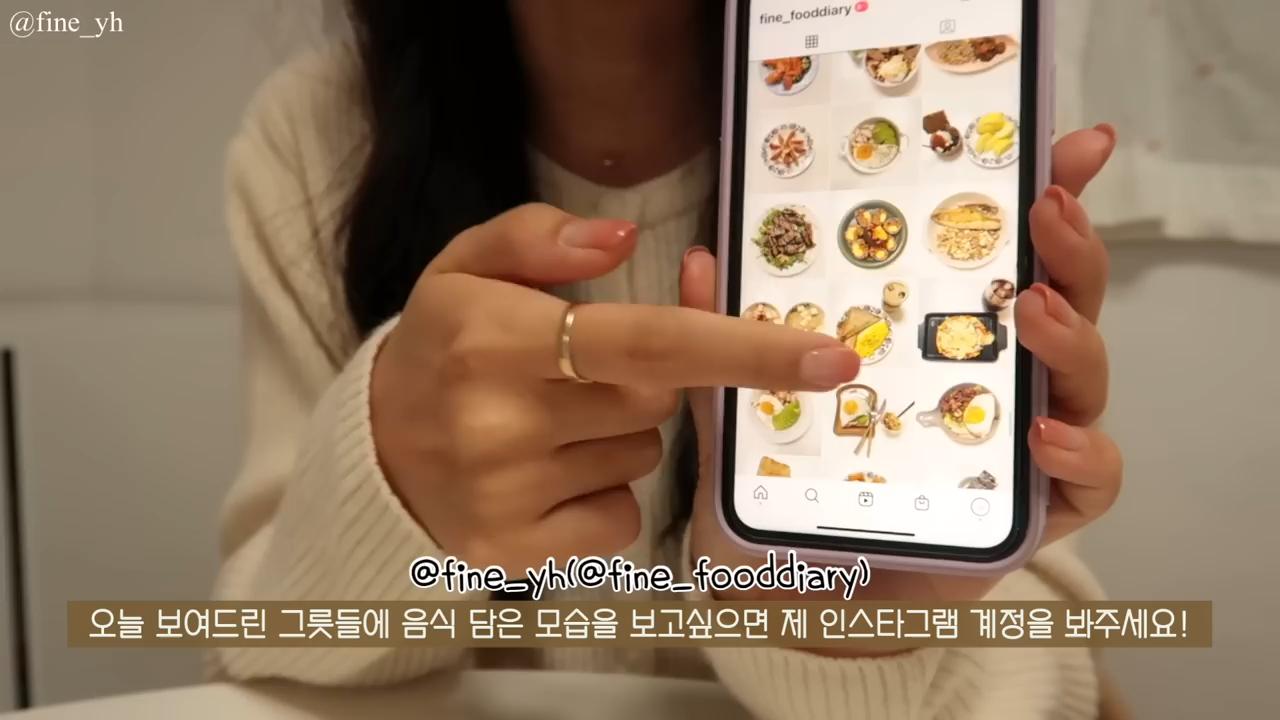 @fine_yh
fine_fooddiary
@fine_yh(@fine_fooddiary)
오늘 보여드린 그릇들에 음식 담은 모습을 보고싶으면 제 인스타그램 계정을 봐주세요!